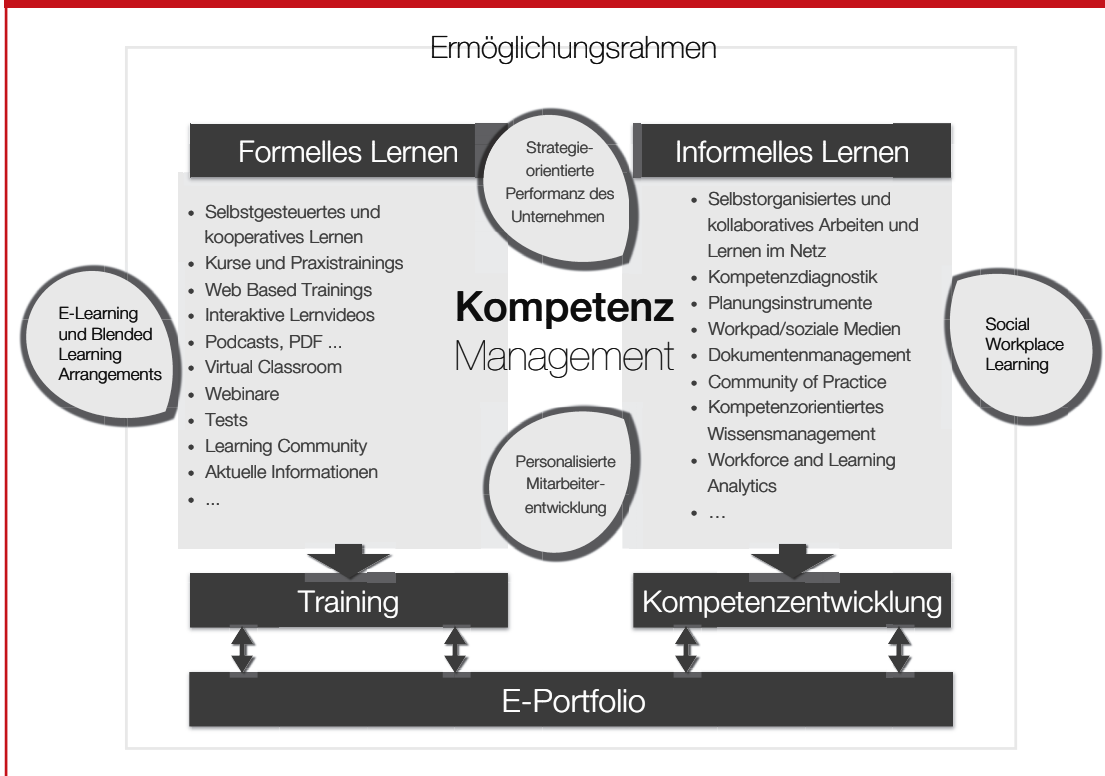 Ermöglichungsrahmen
Formelles Lernen
• Selbstgesteuertes und
kooperatives Lernen
• Kurse und Praxistrainings
• Web Based Trainings
• Interaktive Lernvideos
• Podcasts, PDF ...
• Virtual Classroom
• Webinare
• Tests
• Learning Community
• Aktuelle Informationen
• ...
E-Learning
und Blended
Learning
Arrangements
Strategie-
orientierte
Performanz des
Unternehmen
Kompetenz
Management
Personalisierte
Mitarbeiter-
entwicklung
Informelles Lernen
• Selbstorganisiertes und
kollaboratives Arbeiten und
Lernen im Netz
• Kompetenzdiagnostik
• Planungsinstrumente
• Workpad/soziale Medien
• Dokumentenmanagement
• Community of Practice
• Kompetenzorientiertes
Wissensmanagement
• Workforce and Learning
Analytics
• ...
Social
Workplace
Learning
Training
Kompetenzentwicklung
E-Portfolio